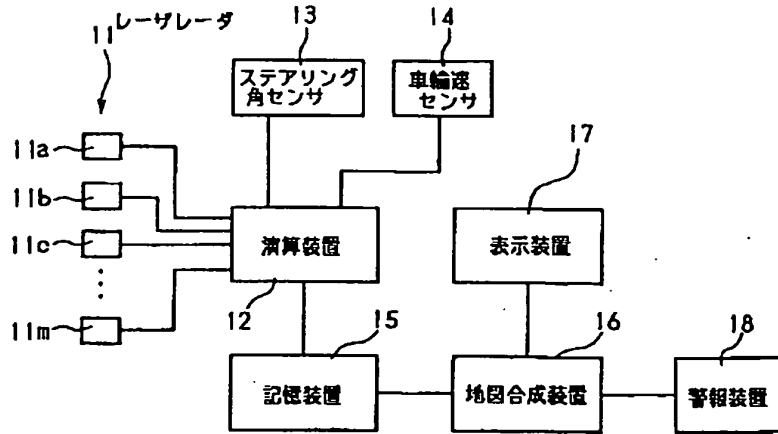 レーザレーダ
11
13
14
ステアリング
角センサ
車輪速
センサ
11a
11b
11c
11m
17
演算装置
表示装置
12
15
16
18
記憶装置
地図合成装置
警報装置